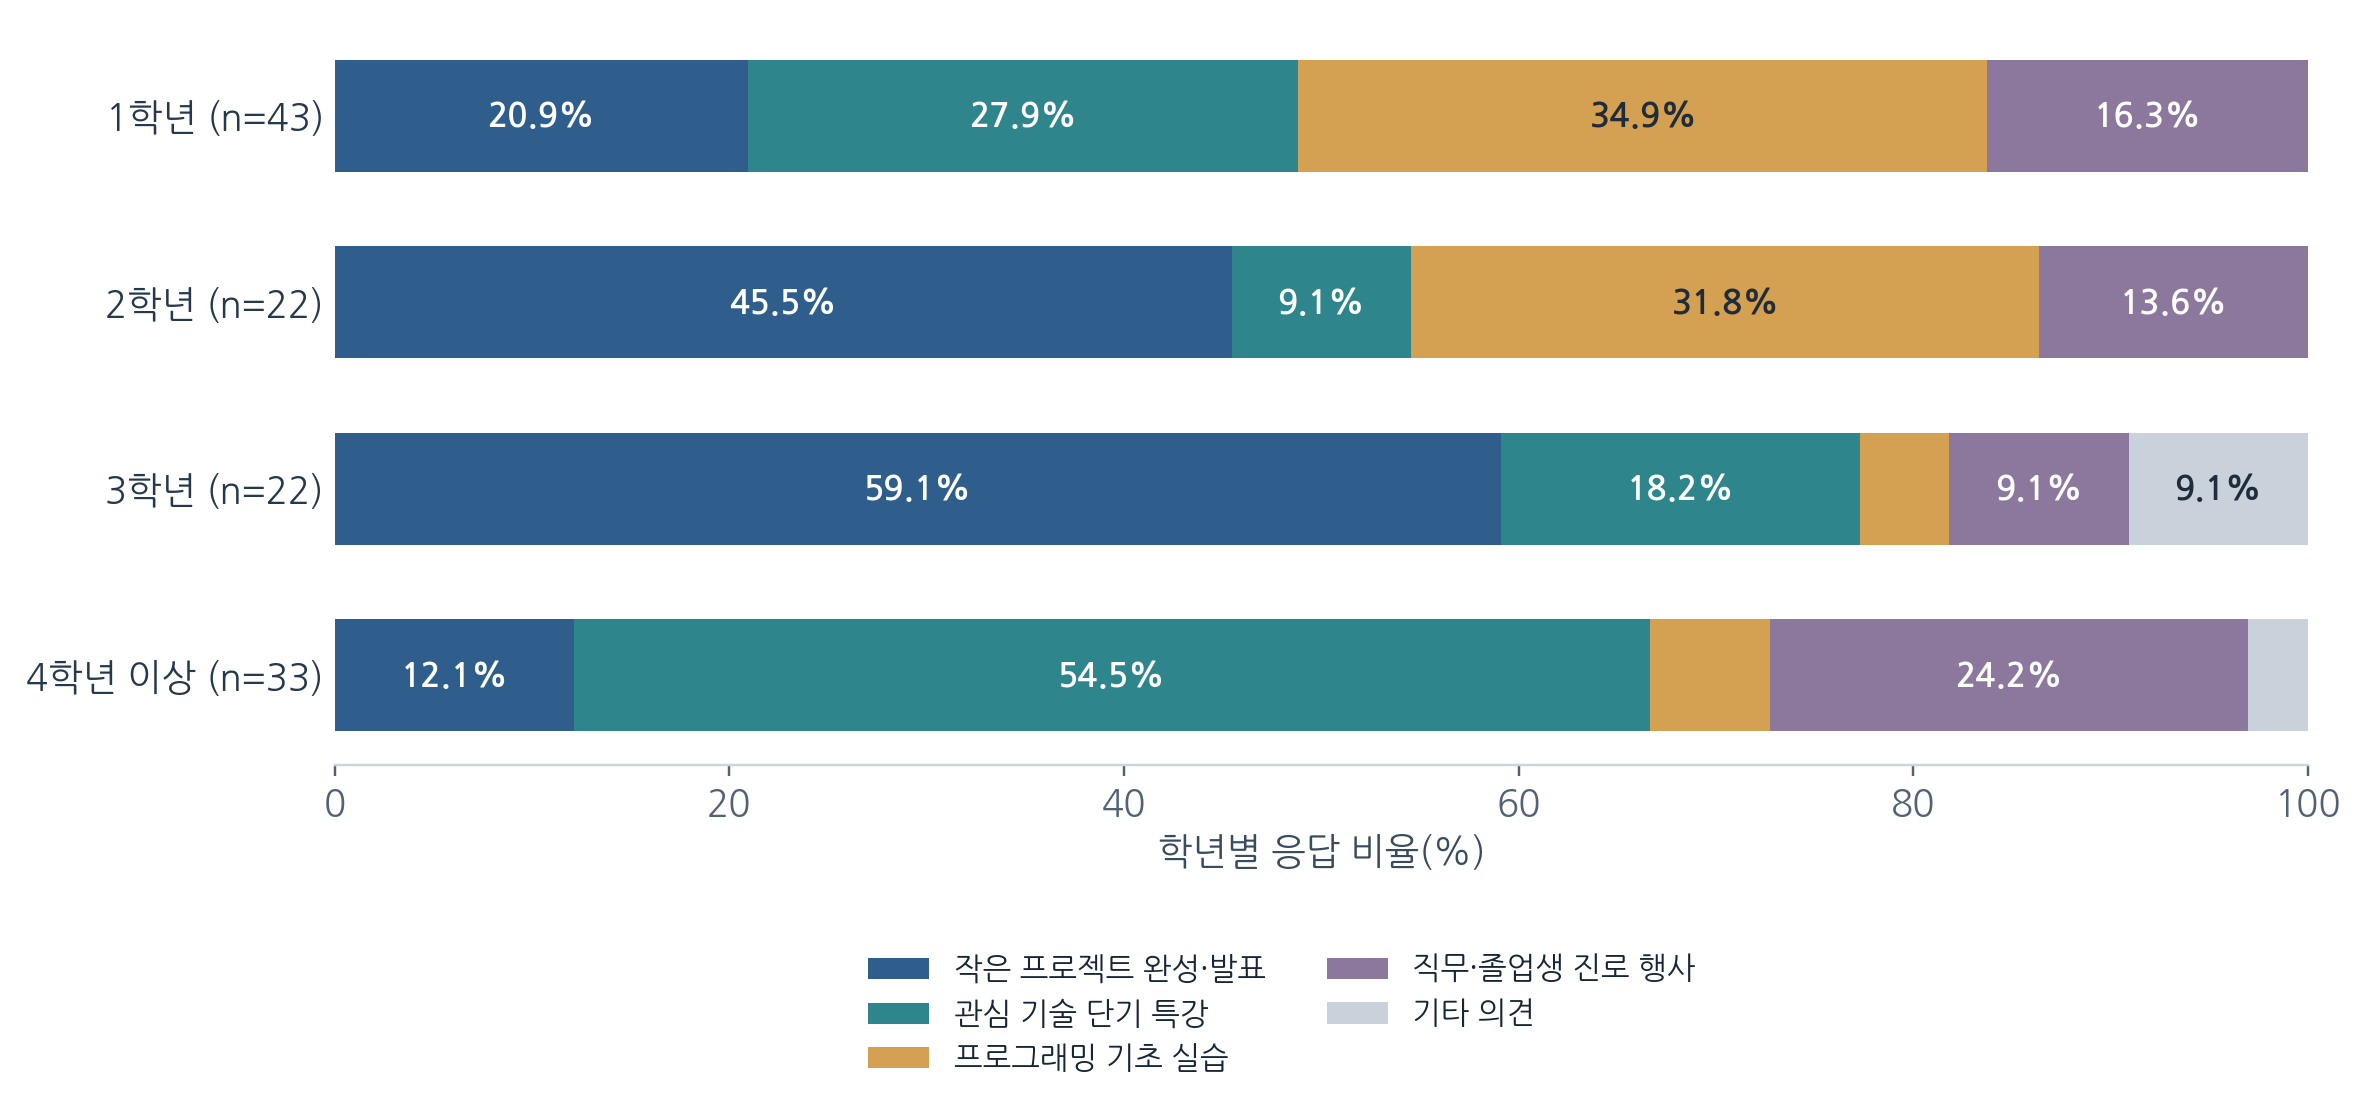 1학년 (n=43) 20.9% 27.9% 34.9% 16.3%
2학년 (n=22) 45.5% 9.1% 31.8% 13.6%
3학년 (n=22) 59.1% 18.2% 9.1% 9.1%
4학년 이상 (n=33) 12.1% 54.5% 24.2%
0 20 40 60 80 100
학년별 응답 비율(%)
작은 프로젝트 완성·발표
관심 기술 단기 특강
프로그래밍 기초 실습
직무·졸업생 진로 행사
기타 의견